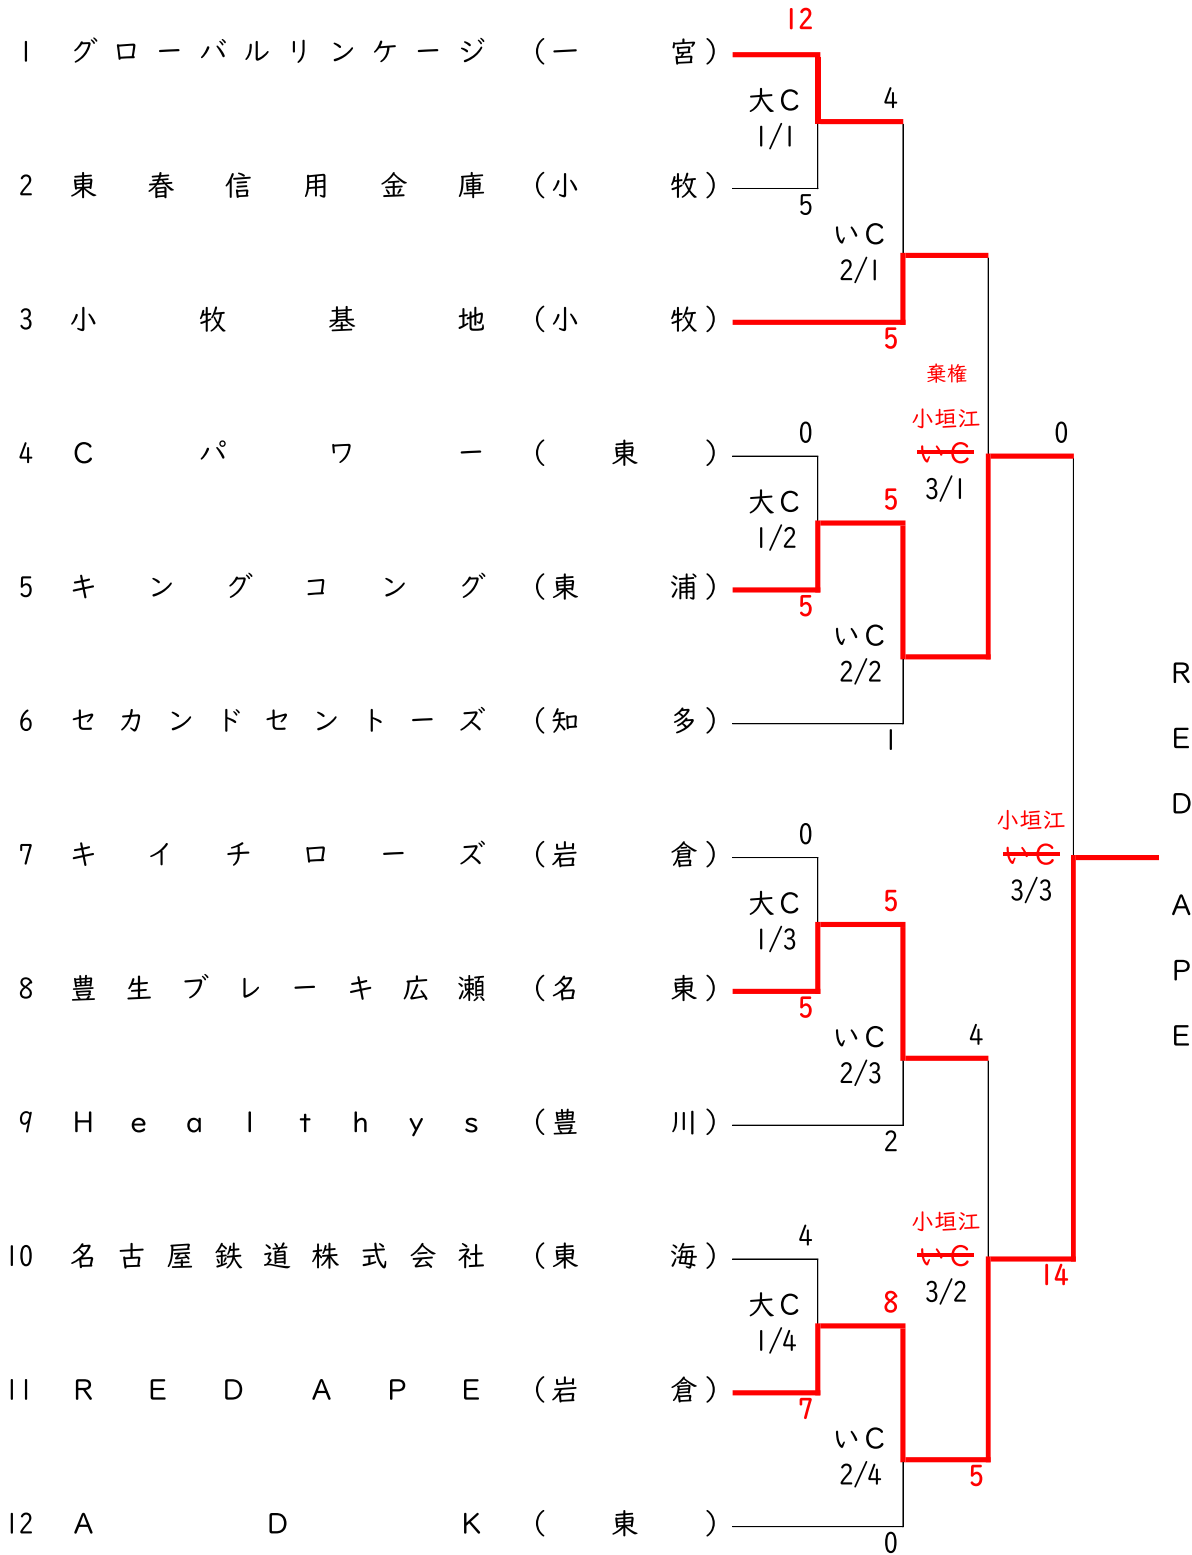 12
1 グローバルリンケージ (一宮)
大C 4
1/1
2 東春信用金庫 (小牧)
5
いC
2/1
3 小牧基地 (小牧)
5
棄権
小垣江
0 0
4 Cパワー (東) いC
3/1
大C 5
1/2
5 キングコング (東浦)
5
いC
2/2
RED APE
6 セカンドセントーズ (知多)
1
小垣江
0
7 キイチローズ (岩倉) いC
3/3
大C 5
1/3
8 豊生ブレーキ広瀬 (名東)
5
いC 4
2/3
9 Healthys (豊川)
2
小垣江
4
10 名古屋鉄道株式会社 (東海) いC
14
3/2
大C 8
1/4
11 REDAPE (岩倉)
7
いC
2/4 5
12 ADK (東)
0